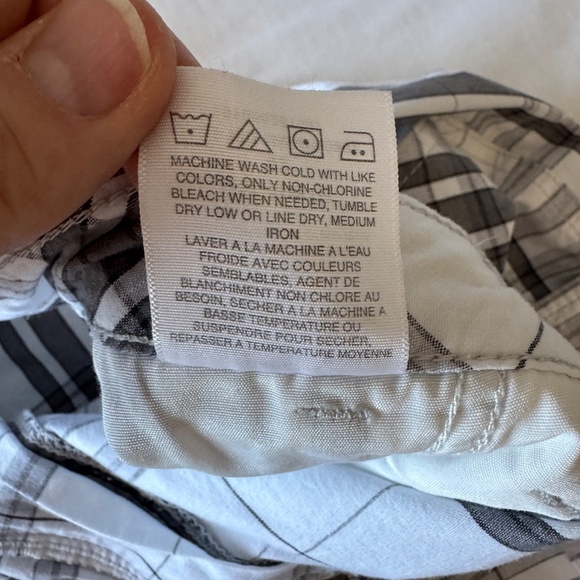 MACHINE WASH COLD WITH LIKE
COLORS, ONLY NON-CHLORINE
BLEACH WHEN NEEDED, TUMBLE
DRY LOW OR LINE DRY, MEDIUM
IRON
LAVER A LA MACHINE A L'EAU
FROIDE AVEC COULEURS
SEMBLABLES, AGENT DE
BLANCHIMENT NON CHLORE AU
BESOIN, SECHER A LA MACHINE A
BASSE TEMPERATURE OU
SUSPENDRE POUR SECHER,
REPASSER A TEMPERATURE MOYENNE